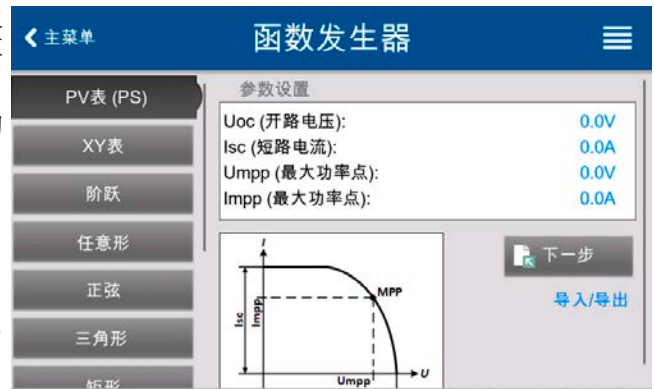 主菜单
函数发生器
PV表 (PS)
XY表
阶跃
任意形
正弦
三角形
矩形
参数设置
Uoc (开路电压): 0.0V
Isc (短路电流): 0.0A
Umpp (最大功率点): 0.0V
Impp (最大功率点): 0.0A
I
MPP
Isc
Impp
Umpp
U
下一步
导入/导出